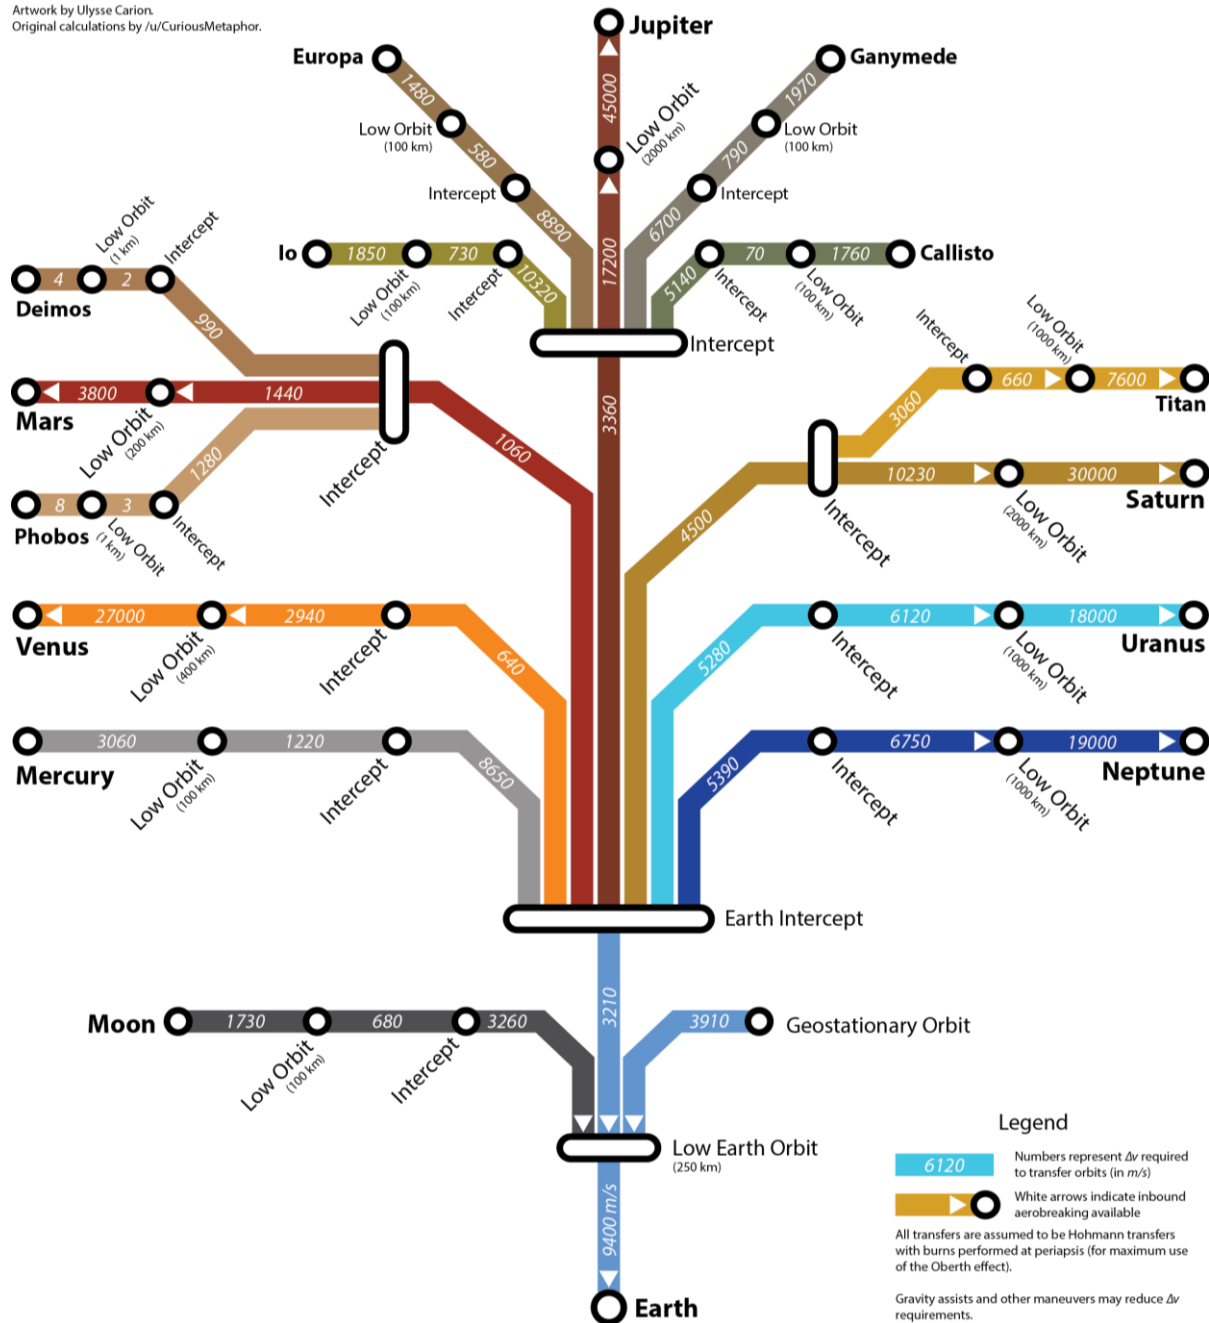 Artwork by Ulysse Carion.
Original calculations by /u/CuriousMetaphor.
Jupiter
Europa
Ganymede
1480
45000
1970
Low Orbit
(100 km)
Low Orbit
(2000 km)
Low Orbit
(100 km)
580
790
Intercept
Intercept
8890
17200
6700
Io
1850
730
10320
Low Orbit
(100 km)
Intercept
5140
70
1760
Callisto
Intercept
Low Orbit
(100 km)
Intercept
Low Orbit
(1 km)
Intercept
4
2
Deimos
990
3800
1440
Mars
Low Orbit
(200 km)
1280
8
3
Phobos
Low Orbit
(1 km)
Intercept
Intercept
1060
3360
Intercept
Low Orbit
(1000 km)
660
7600
Titan
3060
10230
30000
Saturn
Low Orbit
(2000 km)
Intercept
4500
27000
2940
640
Venus
Low Orbit
(400 km)
Intercept
5280
6120
18000
Uranus
Intercept
Low Orbit
(1000 km)
3060
1220
8650
Mercury
Low Orbit
(100 km)
Intercept
5390
6750
19000
Neptune
Intercept
Low Orbit
(1000 km)
Earth Intercept
Moon
1730
680
3260
Low Orbit
(100 km)
Intercept
3210
3910
Geostationary Orbit
Low Earth Orbit
(250 km)
9400 m/s
Earth
Legend
6120
Numbers represent Δv required
to transfer orbits (in m/s)
White arrows indicate inbound
aerobreaking available
All transfers are assumed to be Hohmann transfers
with burns performed at periapsis (for maximum use
of the Oberth effect).
Gravity assists and other maneuvers may reduce Δv
requirements.